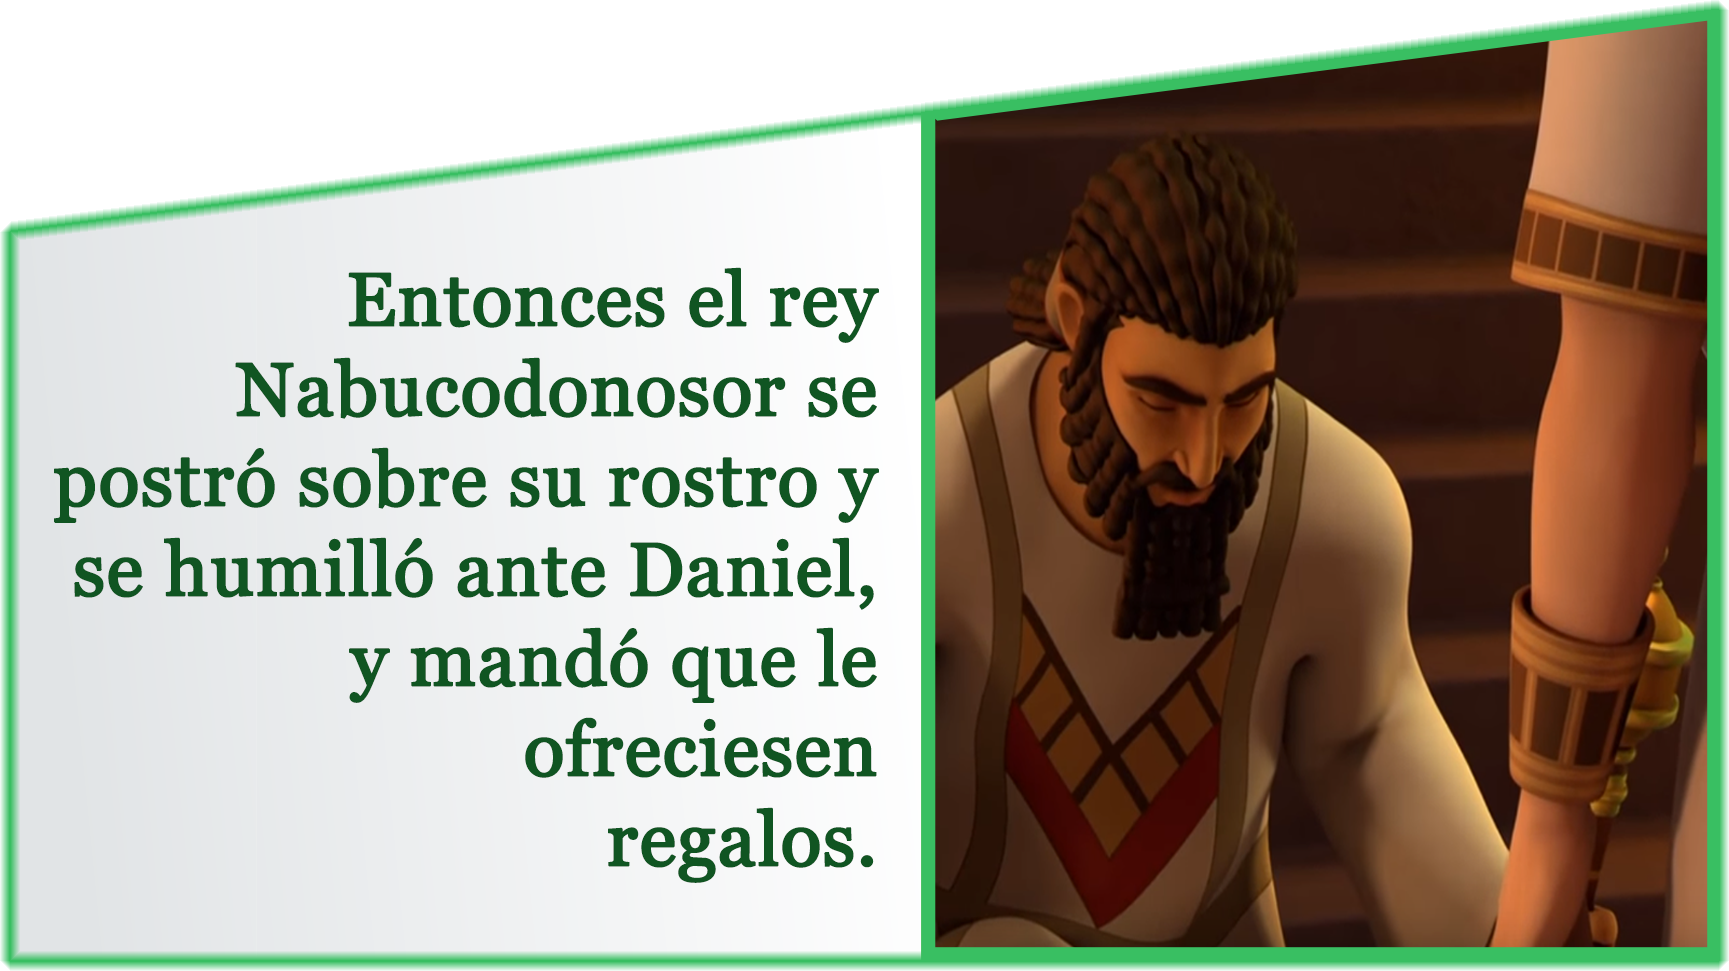 Entonces el rey
Nabucodonosor se
postró sobre su rostro y
se humilló ante Daniel,
y mandó que le
ofreciesen
regalos.